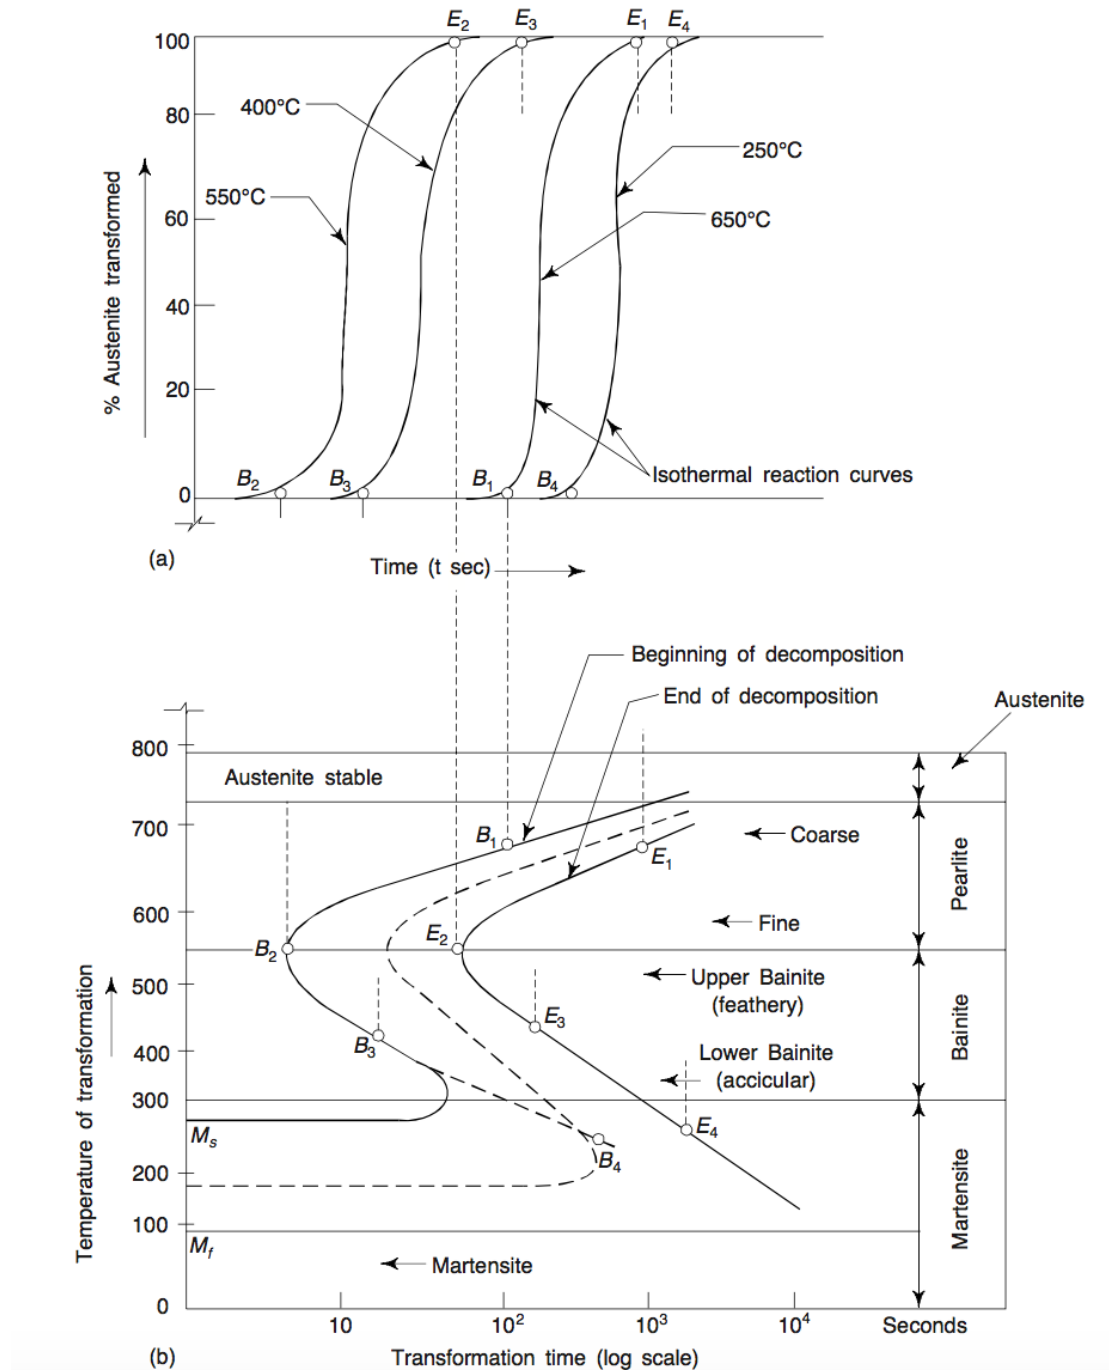 E2 E3 E1 E4
100
80
60
40
20
0
% Austenite transformed
400°C
550°C
250°C
650°C
B2 B3 B1 B4
Isothermal reaction curves
(a)
Time (t sec)
Beginning of decomposition
End of decomposition
Austenite
800
700
600
500
400
300
200
100
0
Temperature of transformation
Austenite stable
B1
E1
Coarse
Pearlite
Fine
B2
E2
Upper Bainite
(feathery)
E3
B3
Bainite
Lower Bainite
(accicular)
Ms
E4
B4
Martensite
Mf
Martensite
10 10² 10³ 10⁴ Seconds
(b)
Transformation time (log scale)